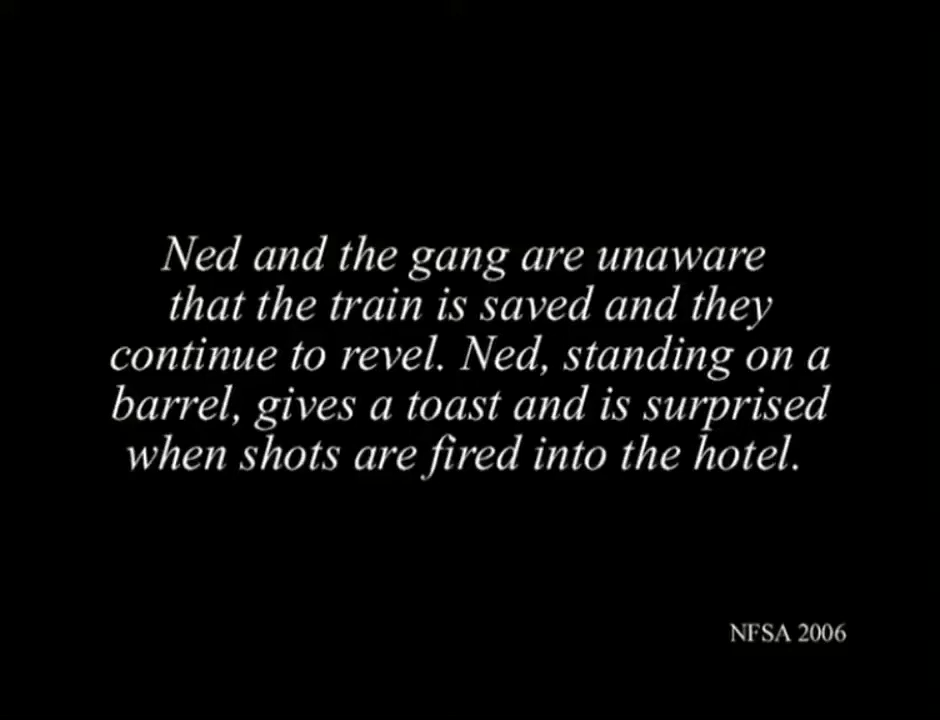 Ned and the gang are unaware
that the train is saved and they
continue to revel. Ned, standing on a
barrel, gives a toast and is surprised
when shots are fired into the hotel.
NFSA 2006